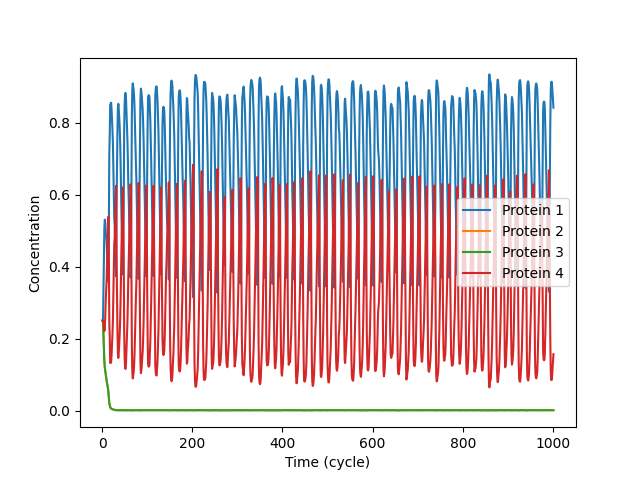 0.8
0.6
0.4
0.2
0.0
Concentration
Protein 1
Protein 2
Protein 3
Protein 4
0
200
400
600
800
1000
Time (cycle)